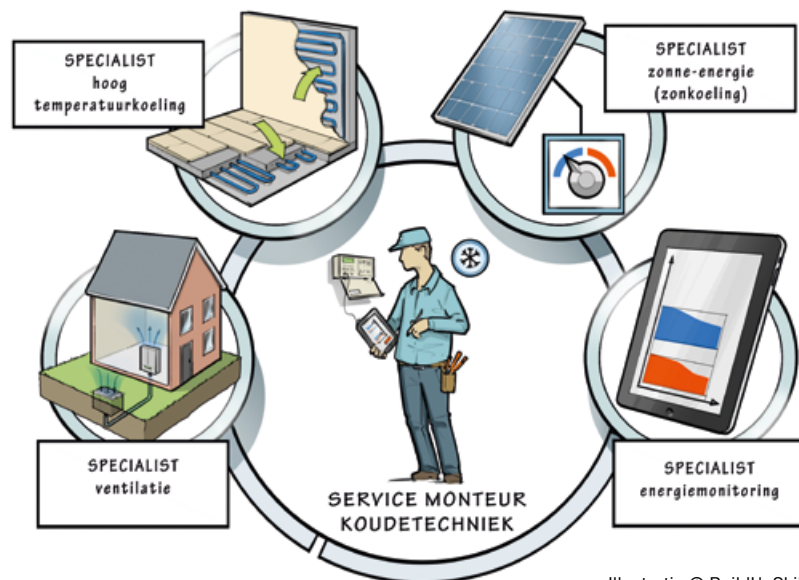 SPECIALIST
hoog
temperatuurkoeling
SPECIALIST
zonne-energie
(zonkoeling)
SPECIALIST
ventilatie
SPECIALIST
energiemonitoring
SERVICE MONTEUR
KOUDETECHNIEK